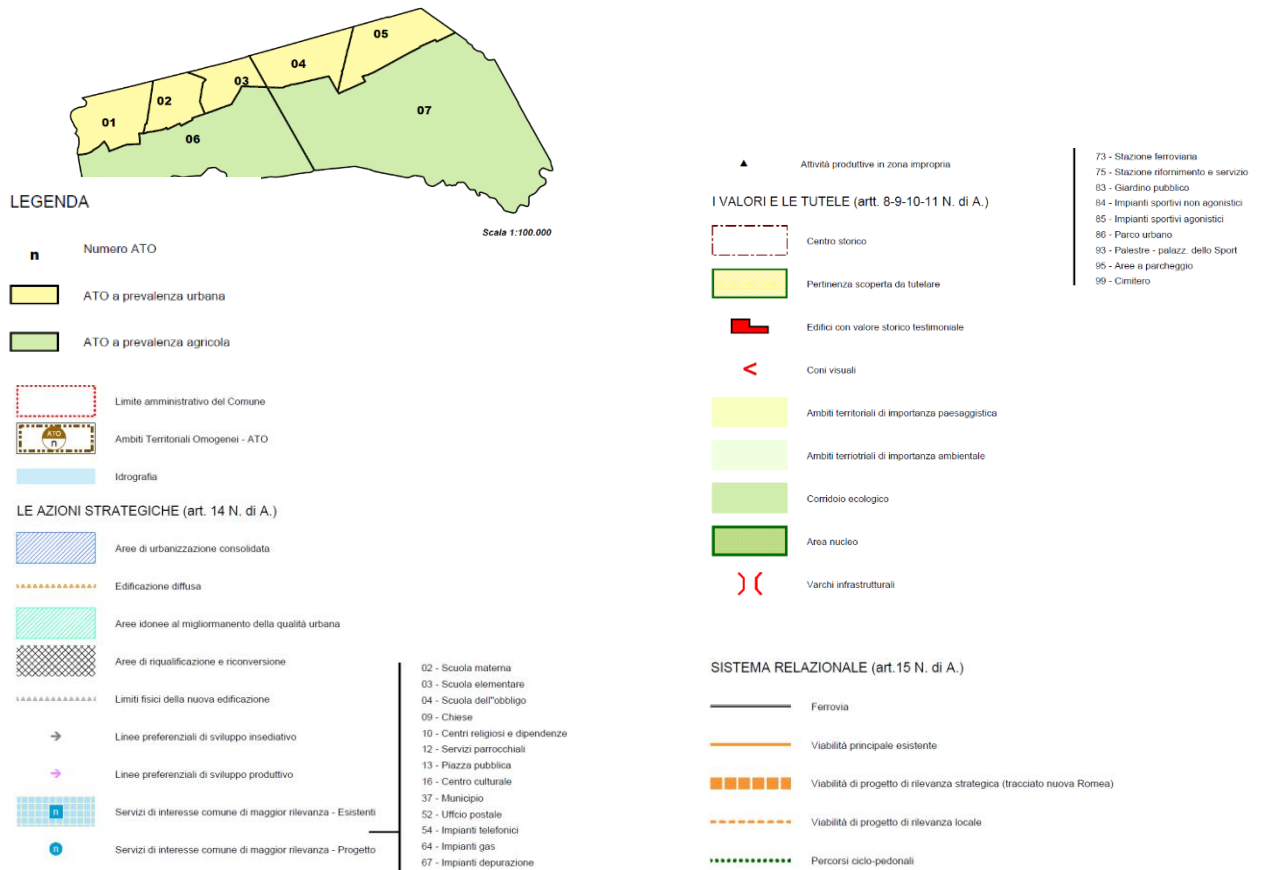 05
04
03
02
01
06
07
Scala 1:100.000
LEGENDA
n
Numero ATO
ATO a prevalenza urbana
ATO a prevalenza agricola
Limite amministrativo del Comune
ATO
n
Ambiti Territoriali Omogenei - ATO
Idrografia
LE AZIONI STRATEGICHE (art. 14 N. di A.)
Aree di urbanizzazione consolidata
Edificazione diffusa
Aree idonee al migliormanento della qualità urbana
Aree di riqualificazione e riconversione
Limiti fisici della nuova edificazione
Linee preferenziali di sviluppo insediativo
Linee preferenziali di sviluppo produttivo
n
Servizi di interesse comune di maggior rilevanza - Esistenti
n
Servizi di interesse comune di maggior rilevanza - Progetto
02 - Scuola materna
03 - Scuola elementare
04 - Scuola dell"obbligo
09 - Chiese
10 - Centri religiosi e dipendenze
12 - Servizi parrocchiali
13 - Piazza pubblica
16 - Centro culturale
37 - Municipio
52 - Uffcio postale
54 - Impianti telefonici
64 - Impianti gas
67 - Impianti depurazione
73 - Stazione ferroviaria
75 - Stazione rifornimento e servizio
83 - Giardino pubblico
84 - Impianti sportivi non agonistici
85 - Impianti sportivi agonistici
86 - Parco urbano
93 - Palestre - palazz. dello Sport
95 - Aree a parcheggio
99 - Cimitero
Attività produttive in zona impropria
I VALORI E LE TUTELE (artt. 8-9-10-11 N. di A.)
Centro storico
Pertinenza scoperta da tutelare
Edifici con valore storico testimoniale
Coni visuali
Ambiti territoriali di importanza paesaggistica
Ambiti terriotriali di importanza ambientale
Corridoio ecologico
Area nucleo
Varchi infrastrutturali
SISTEMA RELAZIONALE (art.15 N. di A.)
Ferrovia
Viabilità principale esistente
Viabilità di progetto di rilevanza strategica (tracciato nuova Romea)
Viabilità di progetto di rilevanza locale
Percorsi ciclo-pedonali